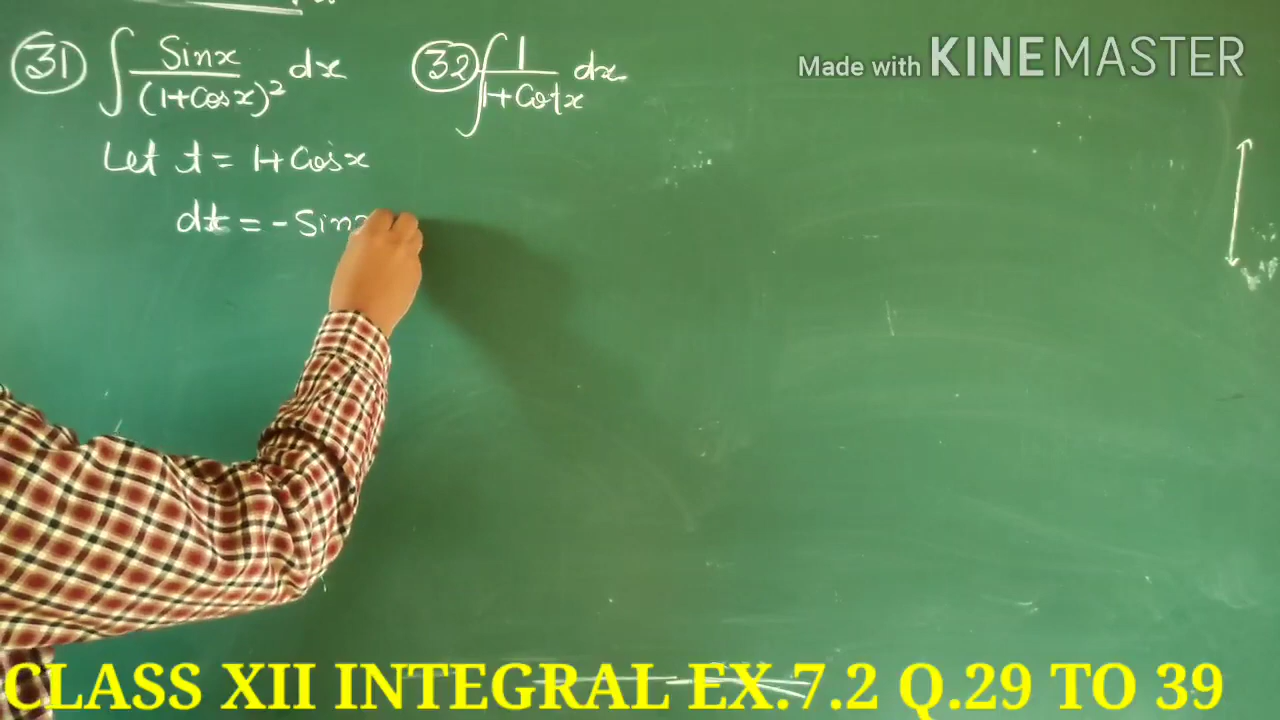 31 ∫ Sinx / (1+Cosx)² dx
32 ∫ 1 / 1+Cotx dx
Made with KINEMASTER
Let t = 1+Cosx
dt = -Sinx
CLASS XII INTEGRAL EX.7.2 Q.29 TO 39